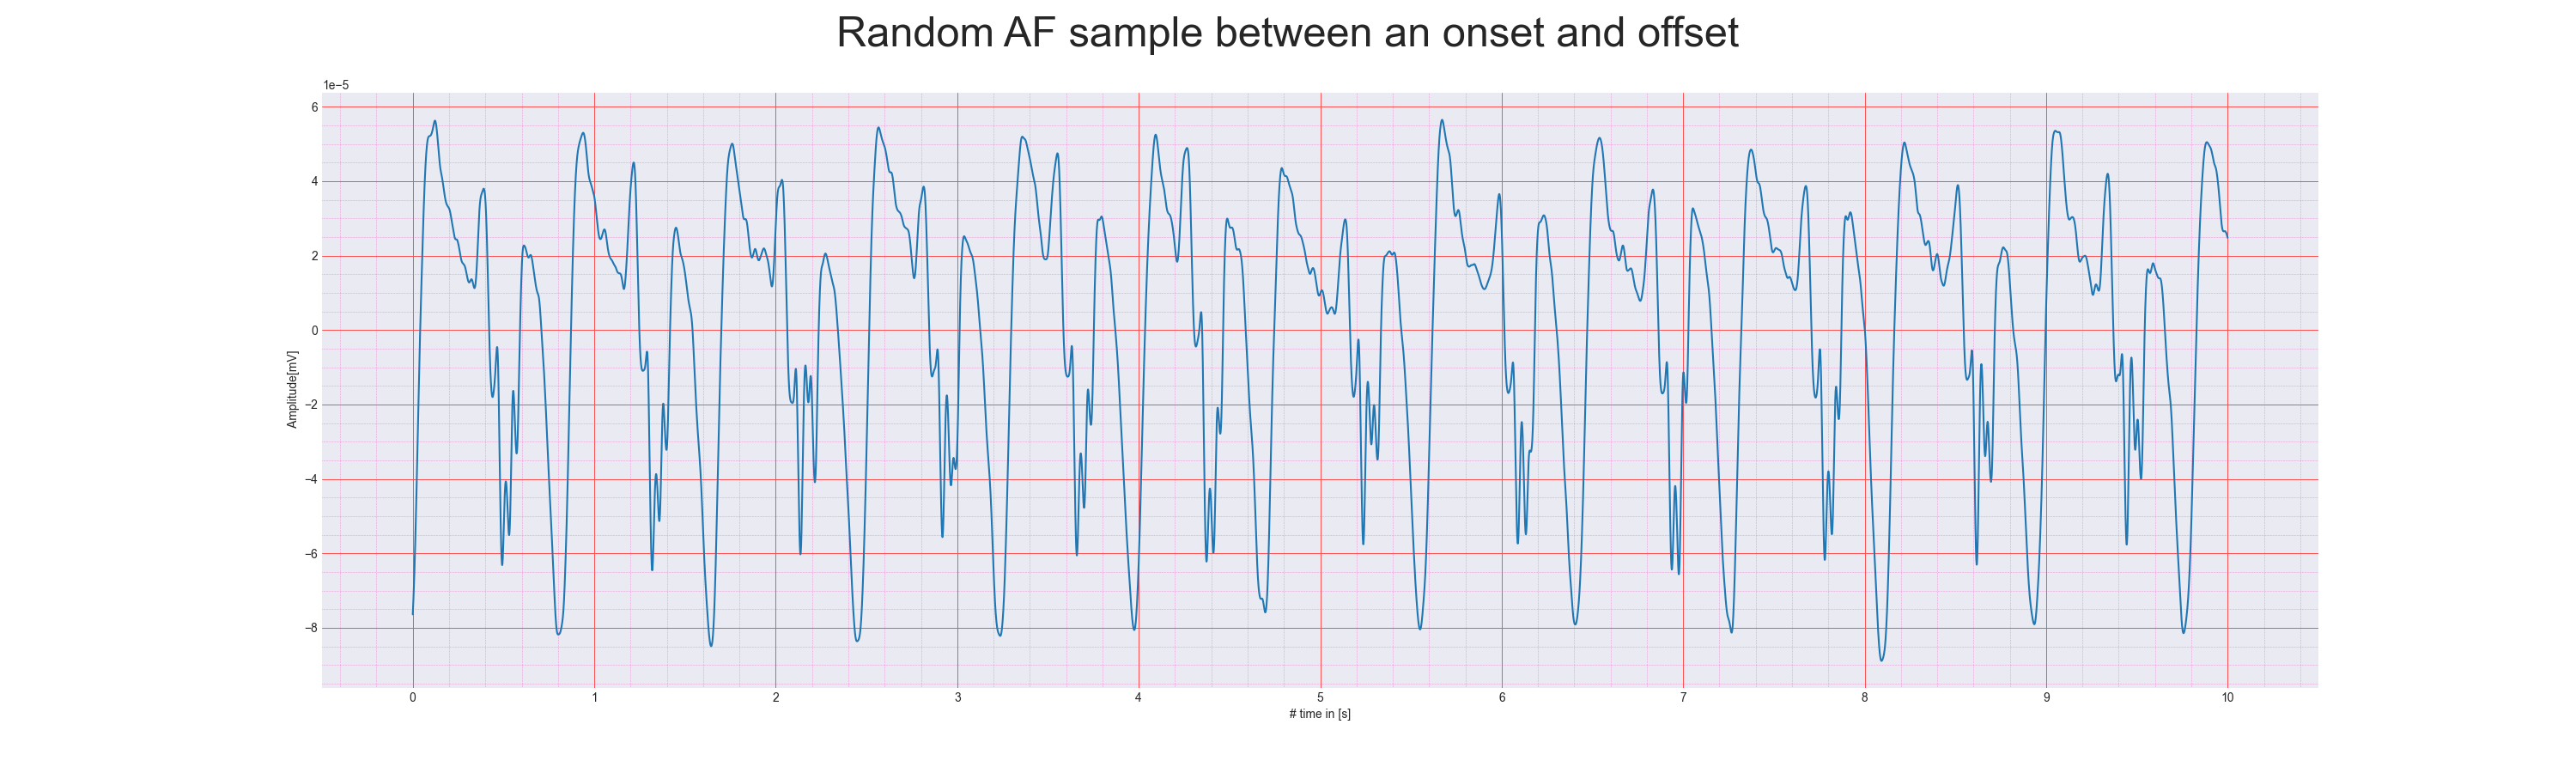 Random AF sample between an onset and offset
1e−5
6
4
2
0
−2
−4
−6
−8
Amplitude[mV]
0 1 2 3 4 5 6 7 8 9 10
# time in [s]